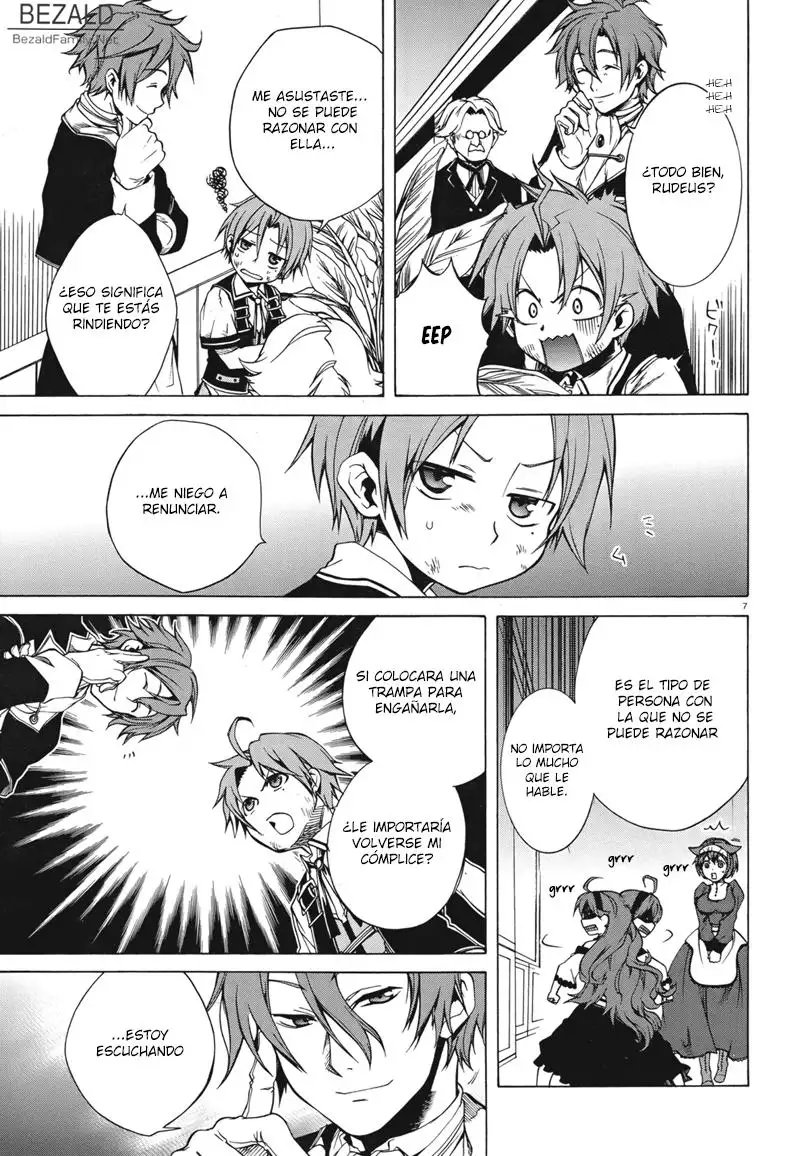 BEZALD
BezaldFamily.Net
HEH
HEH
HEH
¿TODO BIEN,
RUDEUS?
EEP
ME ASUSTASTE...
NO SE PUEDE
RAZONAR CON
ELLA...
¿ESO SIGNIFICA
QUE TE ESTÁS
RINDIENDO?
...ME NIEGO A
RENUNCIAR.
7
ES EL TIPO DE
PERSONA CON
LA QUE NO SE
PUEDE RAZONAR
NO IMPORTA
LO MUCHO
QUE LE
HABLE.
grrr
grrr
grrr
SI COLOCARA UNA
TRAMPA PARA
ENGAÑARLA,
¿LE IMPORTARÍA
VOLVERSE MI
CÓMPLICE?
...ESTOY
ESCUCHANDO